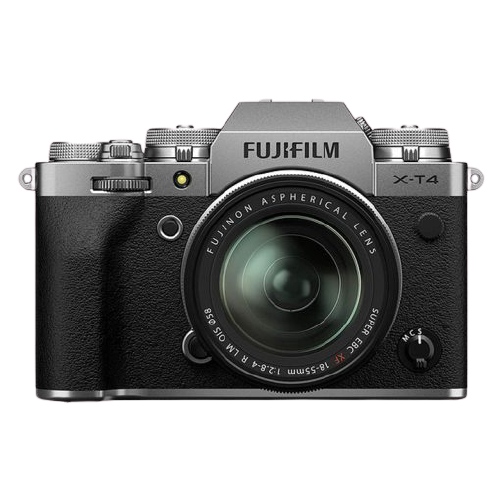 FUJIFILM
X-T4
FUJINON ASPHERICAL LENS
SUPER EBC XF 18-55mm 1:2.8-4 R LM OIS Ø58
M C S